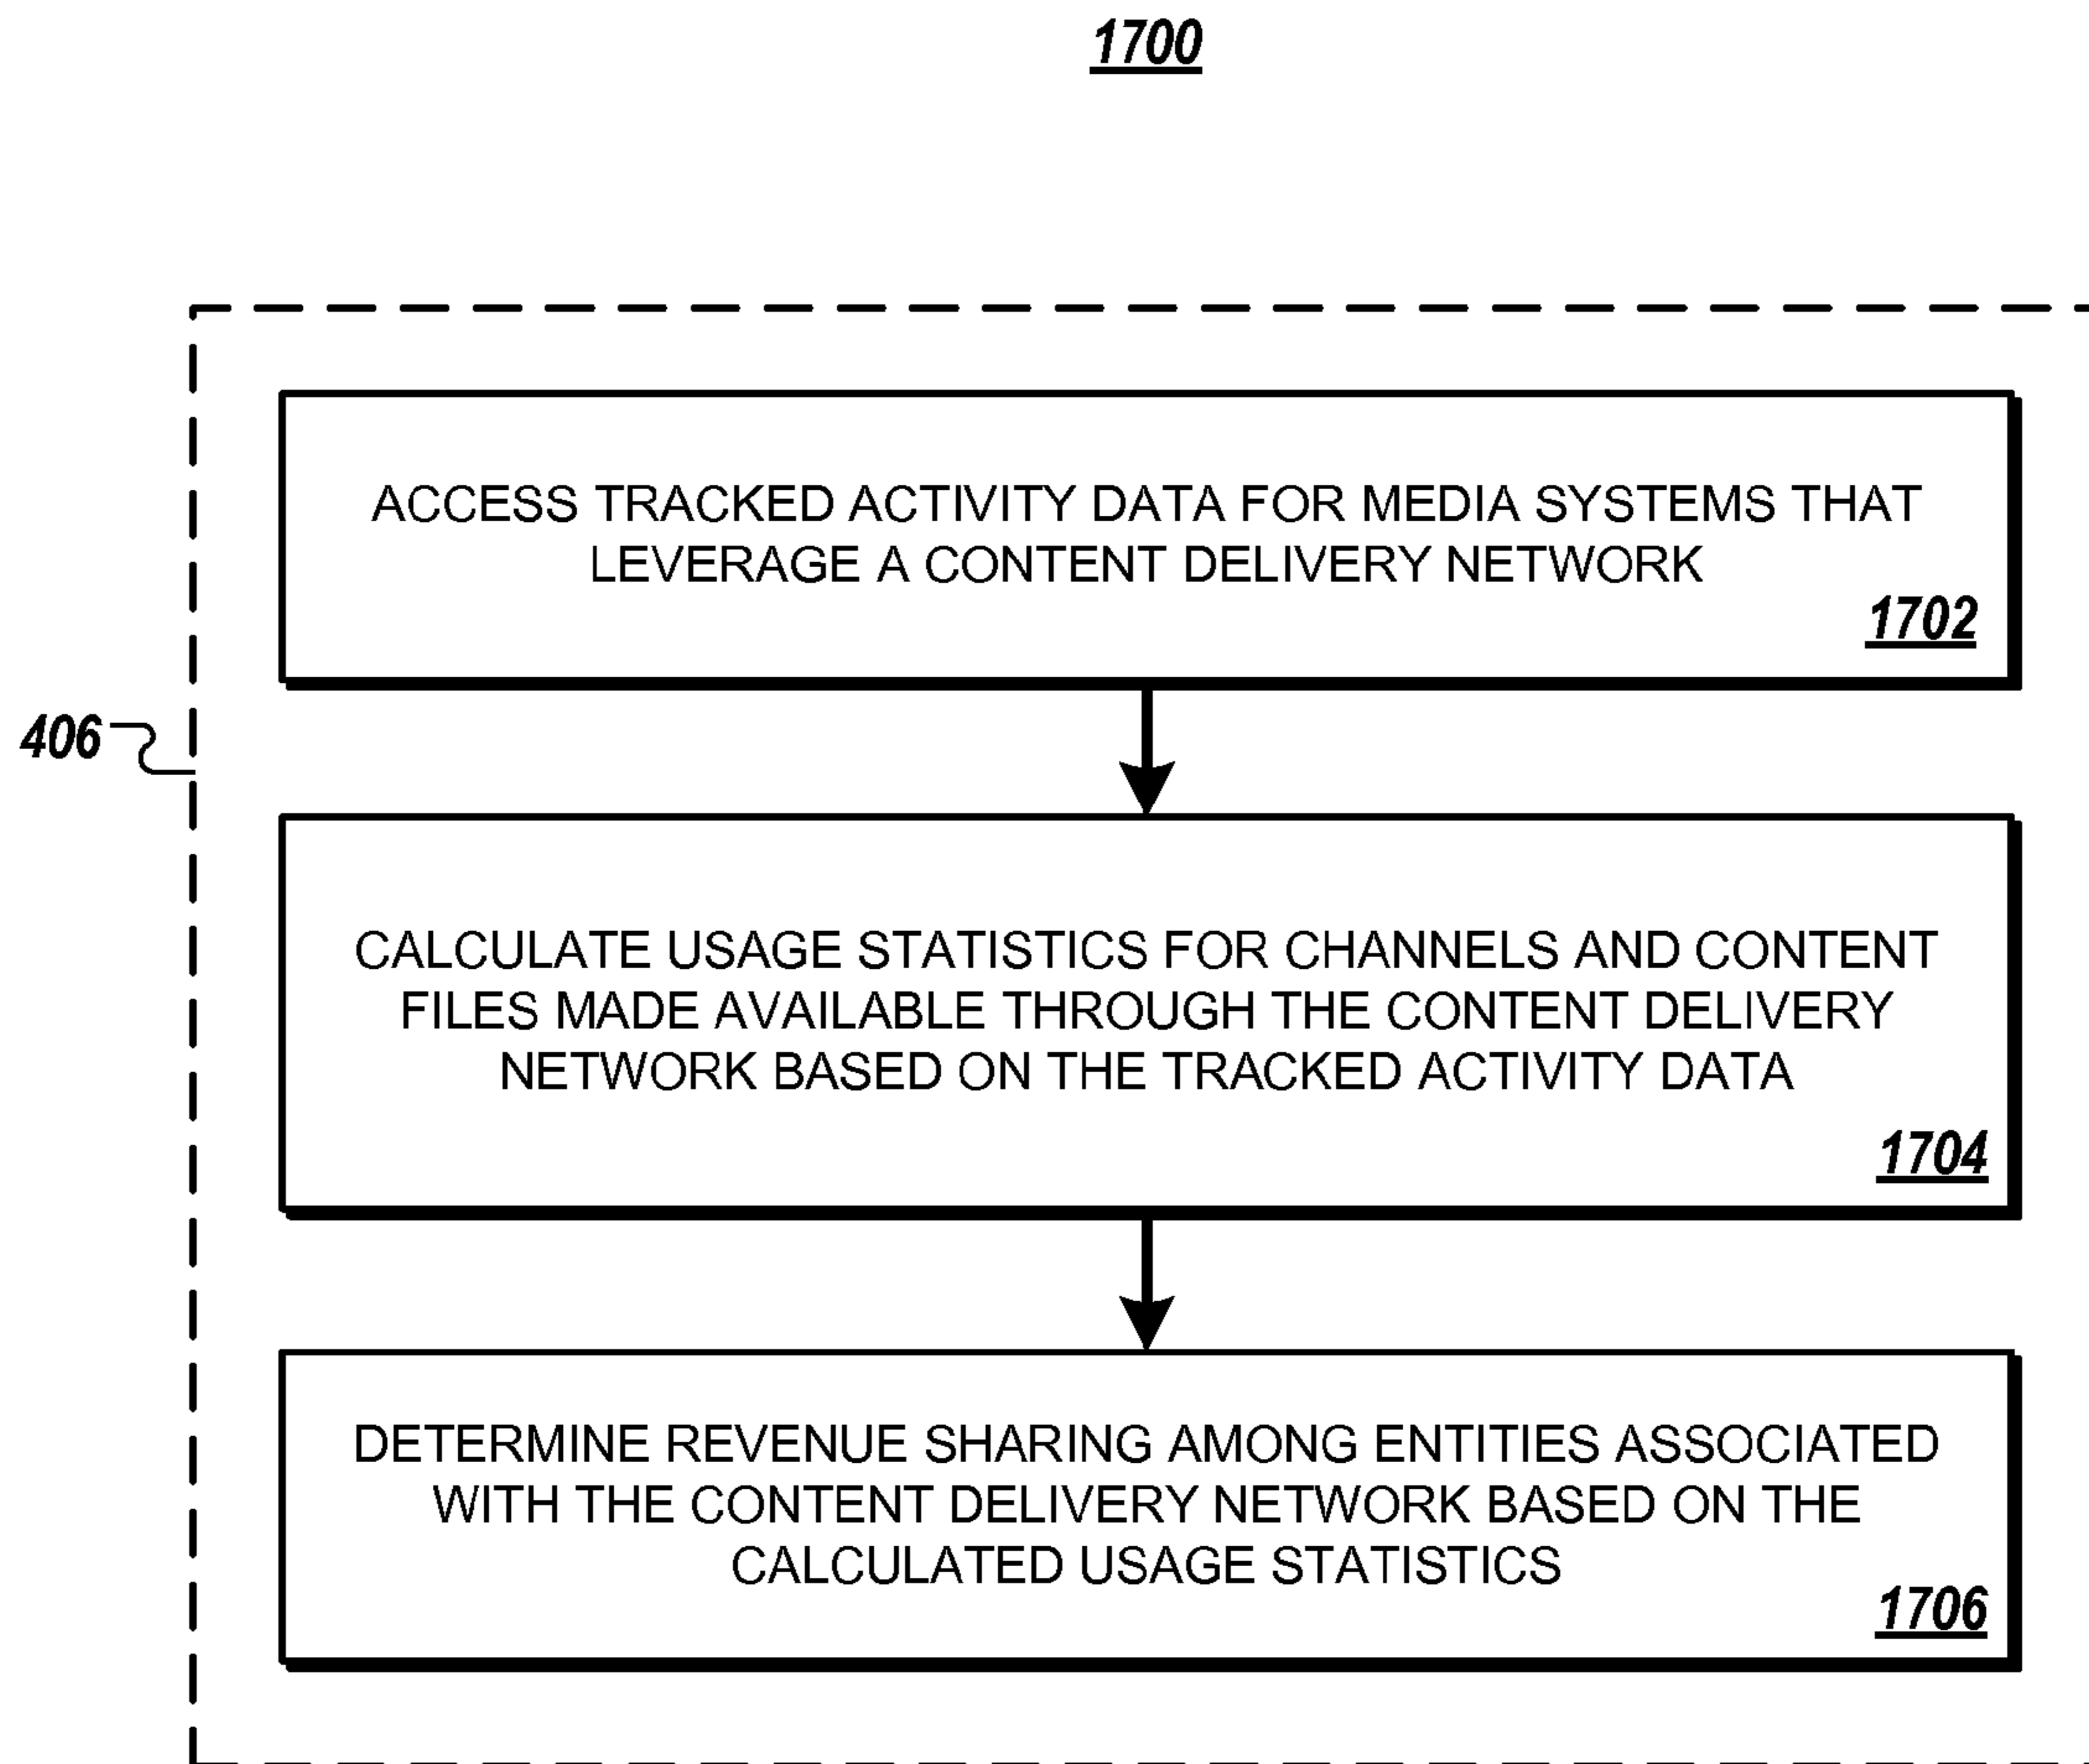 1700
ACCESS TRACKED ACTIVITY DATA FOR MEDIA SYSTEMS THAT
LEVERAGE A CONTENT DELIVERY NETWORK
1702
406
CALCULATE USAGE STATISTICS FOR CHANNELS AND CONTENT
FILES MADE AVAILABLE THROUGH THE CONTENT DELIVERY
NETWORK BASED ON THE TRACKED ACTIVITY DATA
1704
DETERMINE REVENUE SHARING AMONG ENTITIES ASSOCIATED
WITH THE CONTENT DELIVERY NETWORK BASED ON THE
CALCULATED USAGE STATISTICS
1706